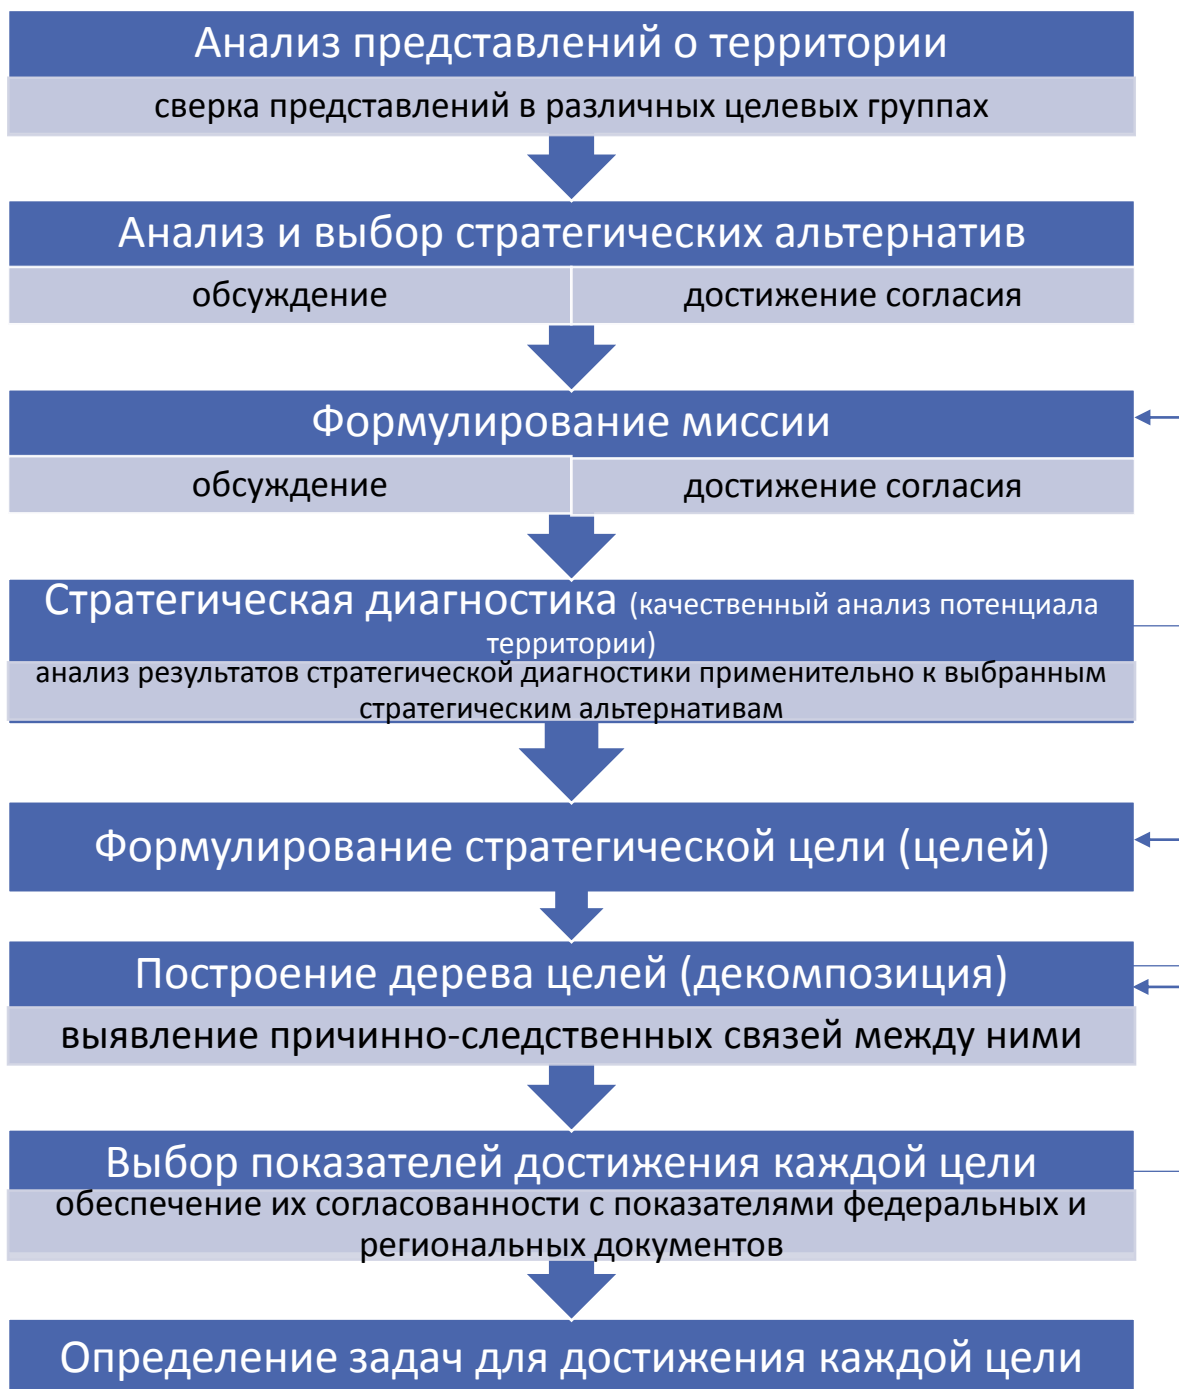 Анализ представлений о территории
сверка представлений в различных целевых группах
Анализ и выбор стратегических альтернатив
обсуждение
достижение согласия
Формулирование миссии
обсуждение
достижение согласия
Стратегическая диагностика (качественный анализ потенциала
территории)
анализ результатов стратегической диагностики применительно к выбранным
стратегическим альтернативам
Формулирование стратегической цели (целей)
Построение дерева целей (декомпозиция)
выявление причинно-следственных связей между ними
Выбор показателей достижения каждой цели
обеспечение их согласованности с показателями федеральных и
региональных документов
Определение задач для достижения каждой цели